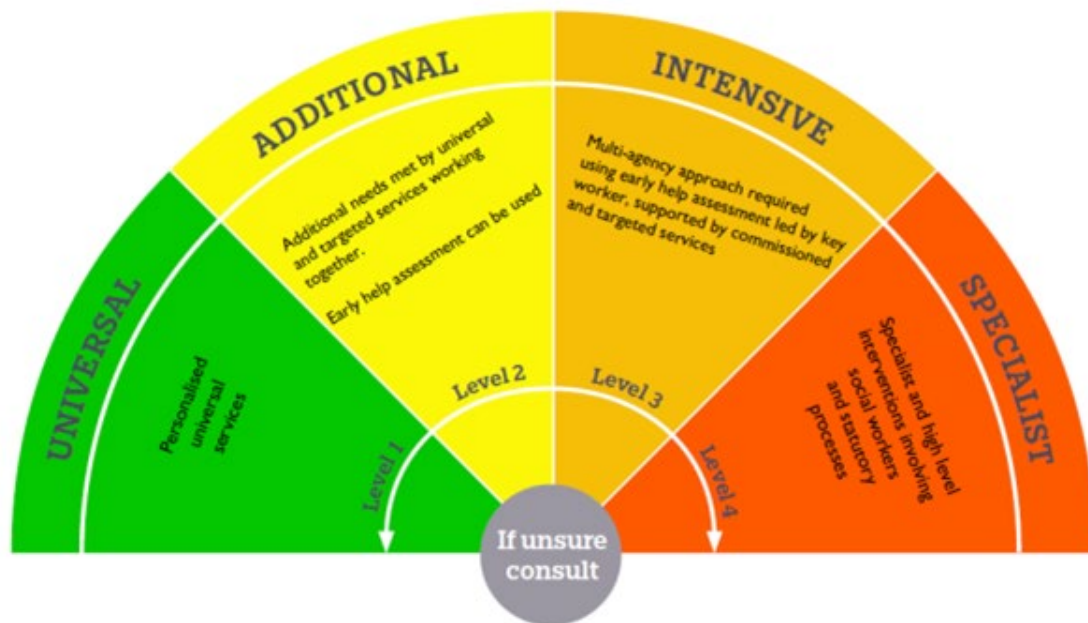 UNIVERSAL
Personalised
universal
services
Level 1
ADDITIONAL
Additional needs met by universal
and targeted services working
together.
Early help assessment can be used
Level 2
INTENSIVE
Multi-agency approach required
using early help assessment led by key
worker, supported by commissioned
and targeted services
Level 3
SPECIALIST
Specialist and high level
interventions involving
social workers
and statutory
processes
Level 4
If unsure
consult